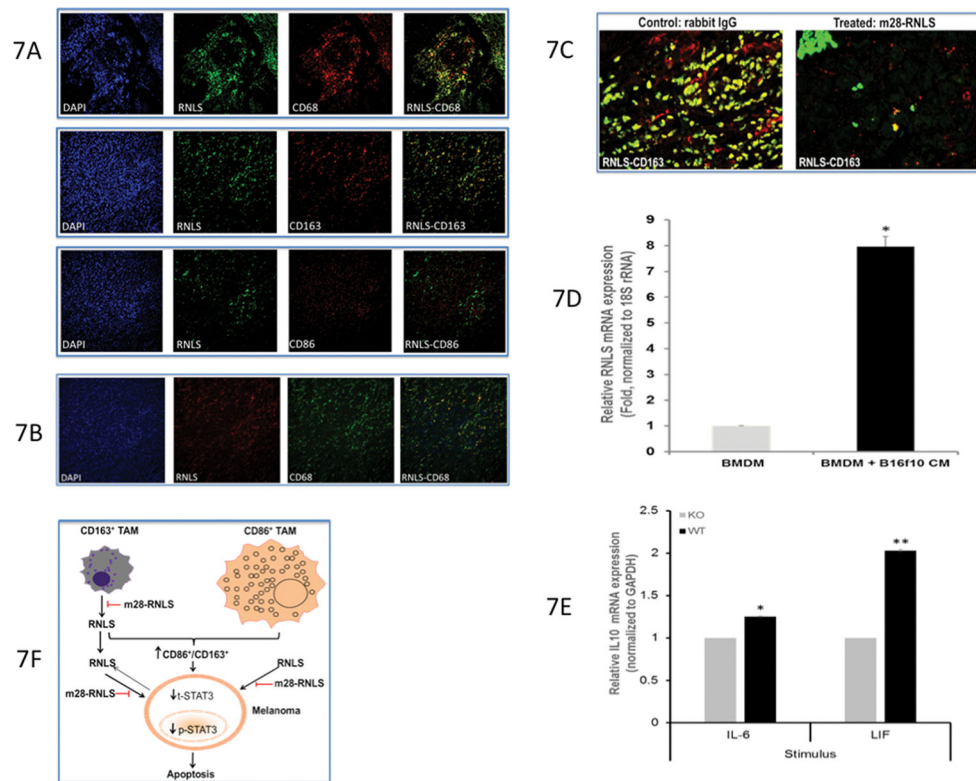 7A
DAPI
RNLS
CD68
RNLS-CD68
DAPI
RNLS
CD163
RNLS-CD163
DAPI
RNLS
CD86
RNLS-CD86
7B
DAPI
RNLS
CD68
RNLS-CD68
7C
Control: rabbit IgG
Treated: m28-RNLS
RNLS-CD163
RNLS-CD163
7D
Relative RNLS mRNA expression
(Fold, normalized to 18S rRNA)
9
8
7
6
5
4
3
2
1
0
*
BMDM
BMDM + B16f10 CM
7E
Relative IL10 mRNA expression
(normalized to GAPDH)
KO
WT
2.5
2
1.5
1
0.5
0
*
**
IL-6
LIF
Stimulus
7F
CD163⁺ TAM
CD86⁺ TAM
m28-RNLS
RNLS
↑CD86⁺/CD163⁺
RNLS
RNLS
m28-RNLS
m28-RNLS
↓t-STAT3
Melanoma
↓p-STAT3
Apoptosis